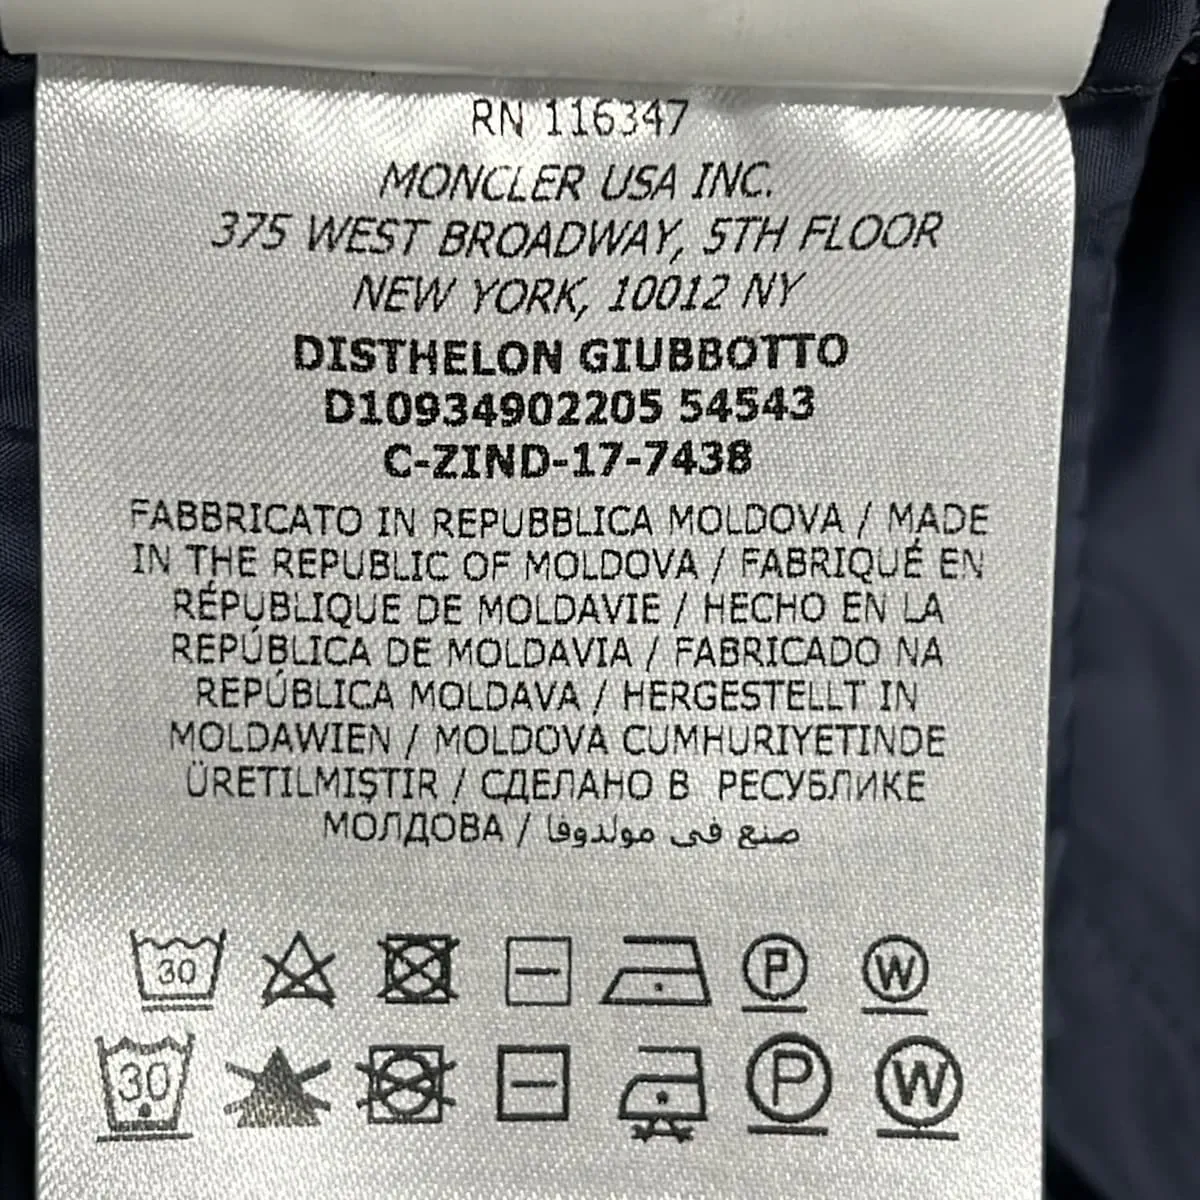 RN 116347
MONCLER USA INC.
375 WEST BROADWAY, 5TH FLOOR
NEW YORK, 10012 NY
DISTHELON GIUBBOTTO
D10934902205 54543
C-ZIND-17-7438
FABBRICATO IN REPUBBLICA MOLDOVA / MADE
IN THE REPUBLIC OF MOLDOVA / FABRIQUÉ EN
RÉPUBLIQUE DE MOLDAVIE / HECHO EN LA
REPÚBLICA DE MOLDAVIA / FABRICADO NA
REPÚBLICA MOLDAVA / HERGESTELLT IN
MOLDAWIEN / MOLDOVA CUMHURIYETINDE
ÜRETILMIŞTIR / СДЕЛАНО В РЕСУБЛИКЕ
МОЛДОВА / صنع في مولدوفا
30 P W
30 P W